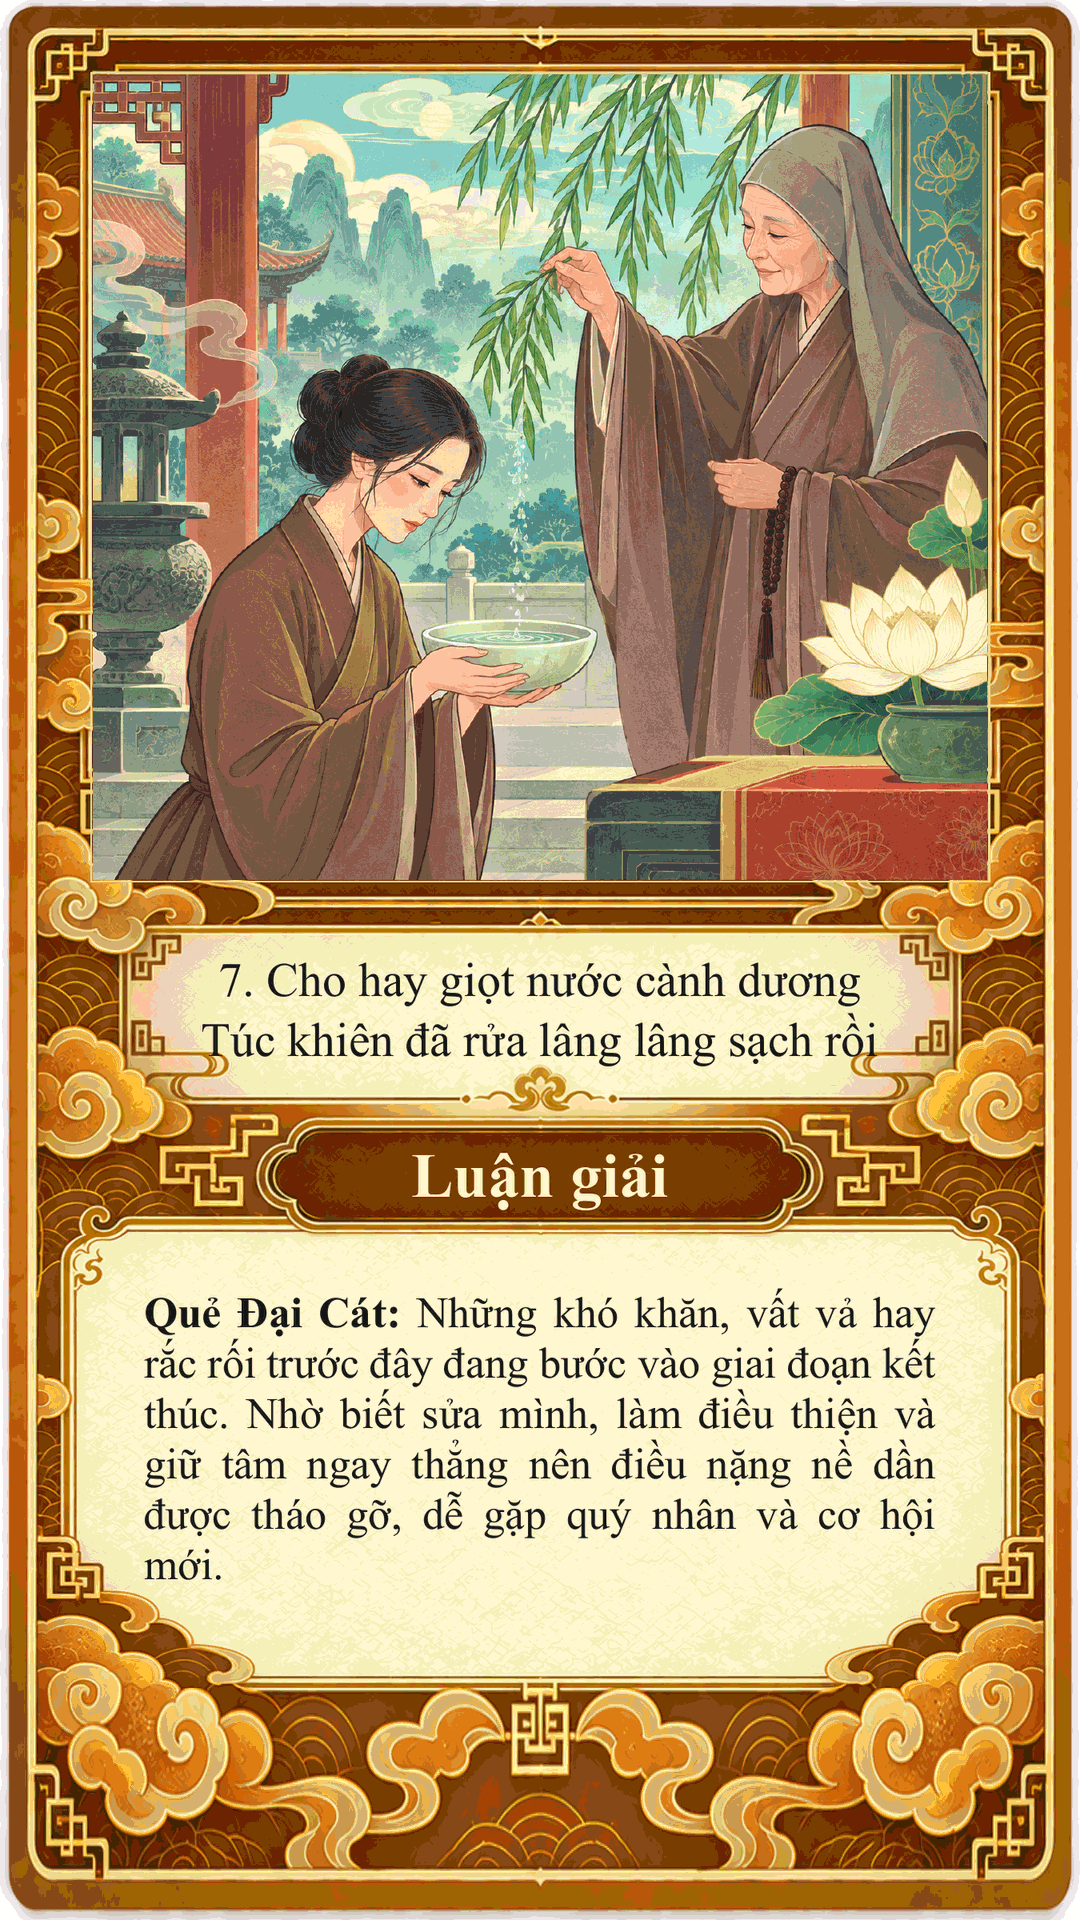 7. Cho hay giọt nước cành dương
Túc khiên đã rửa lâng lâng sạch rồi
Luận giải
Quẻ Đại Cát: Những khó khăn, vất vả hay
rắc rối trước đây đang bước vào giai đoạn kết
thúc. Nhờ biết sửa mình, làm điều thiện và
giữ tâm ngay thẳng nên điều nặng nề dần
được tháo gỡ, dễ gặp quý nhân và cơ hội
mới.